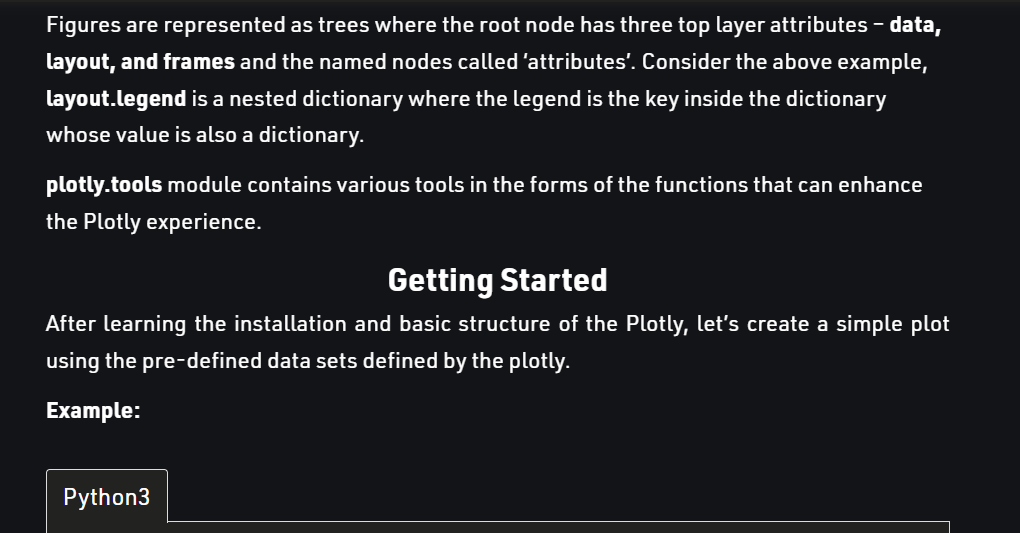 Figures are represented as trees where the root node has three top layer attributes – data,
layout, and frames and the named nodes called ‘attributes’. Consider the above example,
layout.legend is a nested dictionary where the legend is the key inside the dictionary
whose value is also a dictionary.
plotly.tools module contains various tools in the forms of the functions that can enhance
the Plotly experience.
Getting Started
After learning the installation and basic structure of the Plotly, let’s create a simple plot
using the pre-defined data sets defined by the plotly.
Example:
Python3